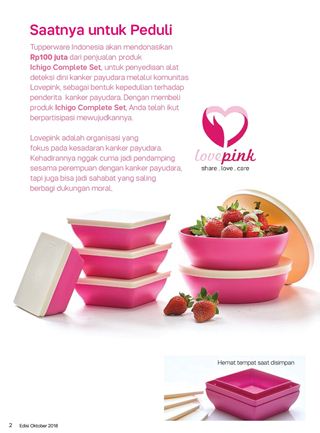 Saatnya untuk Peduli
Tupperware Indonesia akan mendonasikan
Rp100 juta dari penjualan produk
Ichigo Complete Set, untuk penyediaan alat
deteksi dini kanker payudara melalui komunitas
Lovepink, sebagai bentuk kepedulian terhadap
penderita kanker payudara. Dengan membeli
produk Ichigo Complete Set, Anda telah ikut
berpartisipasi mewujudkannya.
Lovepink adalah organisasi yang
fokus pada kesadaran kanker payudara.
Kehadirannya nggak cuma jadi pendamping
sesama perempuan dengan kanker payudara,
tapi juga bisa jadi sahabat yang saling
berbagi dukungan moral.
lovepink
share . love . care
Hemat tempat saat disimpan
2 Edisi Oktober 2018